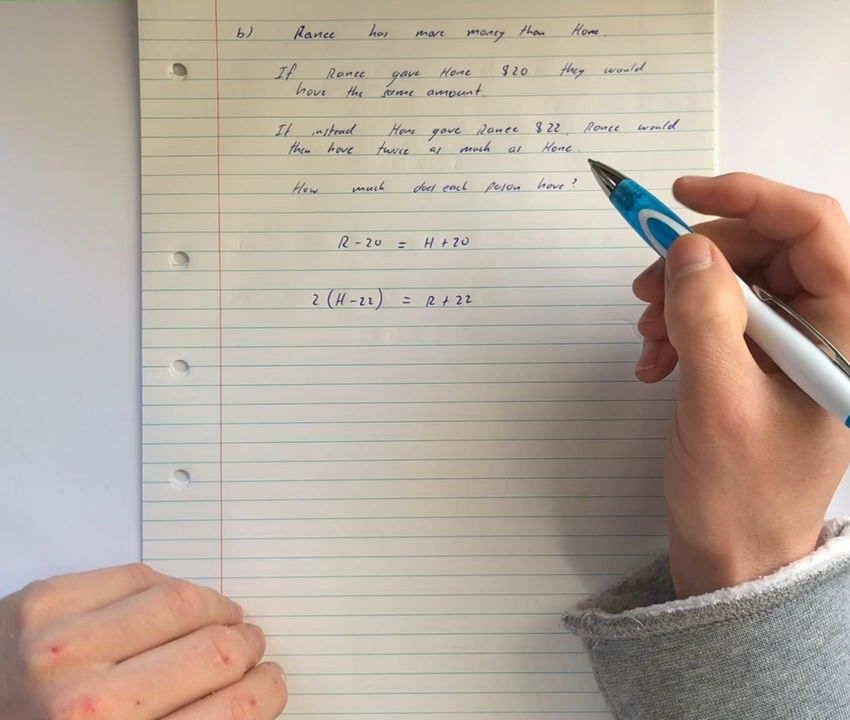 b) Ranee has more money than Hone.
If Ranee gave Hone $20 they would
have the same amount.
If instead Hone gave Ranee $22, Ranee would
then have twice as much as Hone.
How much does each person have?
R - 20 = H + 20
2 (H - 22) = R + 22